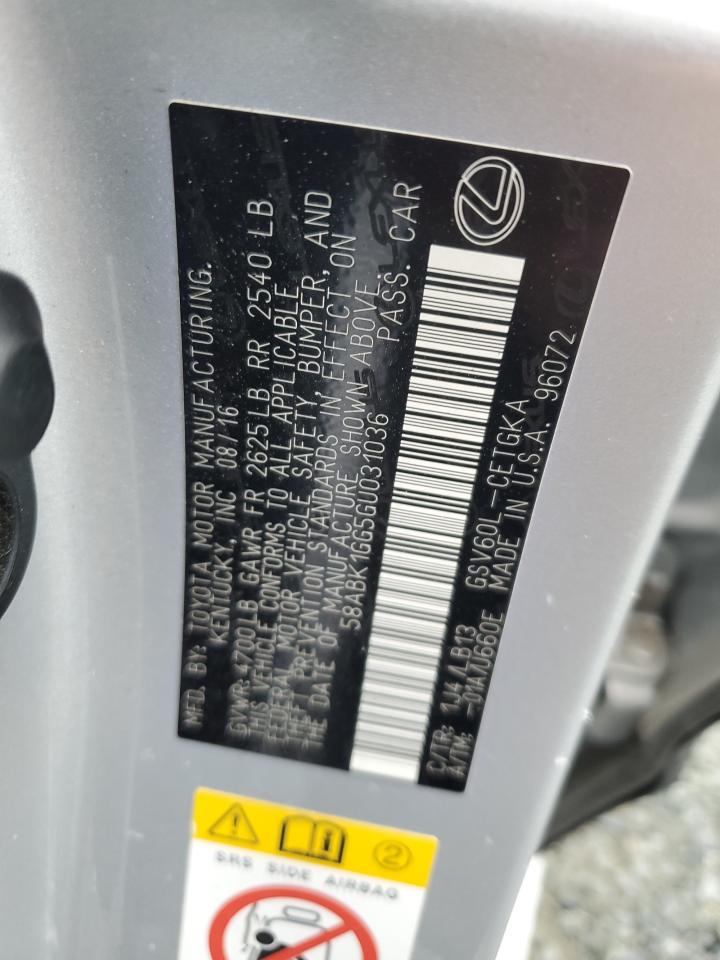 MFD. BY: TOYOTA MOTOR MANUFACTURING.
KENTUCKY, INC 08/16
GVWR 4700LB GAWR FR 2625LB RR 2540 LB
THIS VEHICLE CONFORMS TO ALL APPLICABLE
FEDERAL MOTOR VEHICLE SAFETY, BUMPER, AND
THEFT PREVENTION STANDARDS IN EFFECT ON
THE DATE OF MANUFACTURE SHOWN ABOVE.
58ABK1GG5GU031036 PASS. CAR
C/TR: 1J4/LB13 GSV60L-CETGKA
A/TM: -01A/U660E MADE IN U.S.A. 96072
2
SRS SIDE AIRBAG